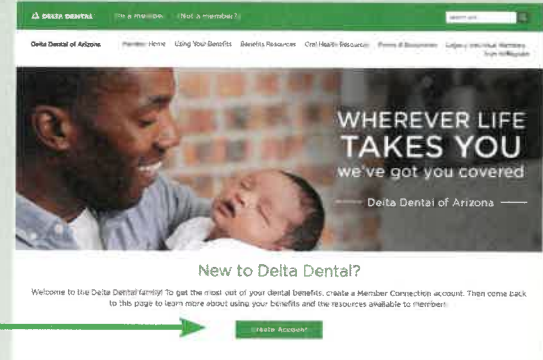 DELTA DENTAL I'm a member (Not a member?)
Delta Dental of Arizona Member Home Using Your Benefits Benefits Resources Oral Health Resources Forms & Documents
WHEREVER LIFE
TAKES YOU
we've got you covered
Delta Dental of Arizona
New to Delta Dental?
Welcome to the Delta Dental family! To get the most out of your dental benefits, create a Member Connection account. Then come back
to this page to learn more about using your benefits and the resources available to members.
Create Account